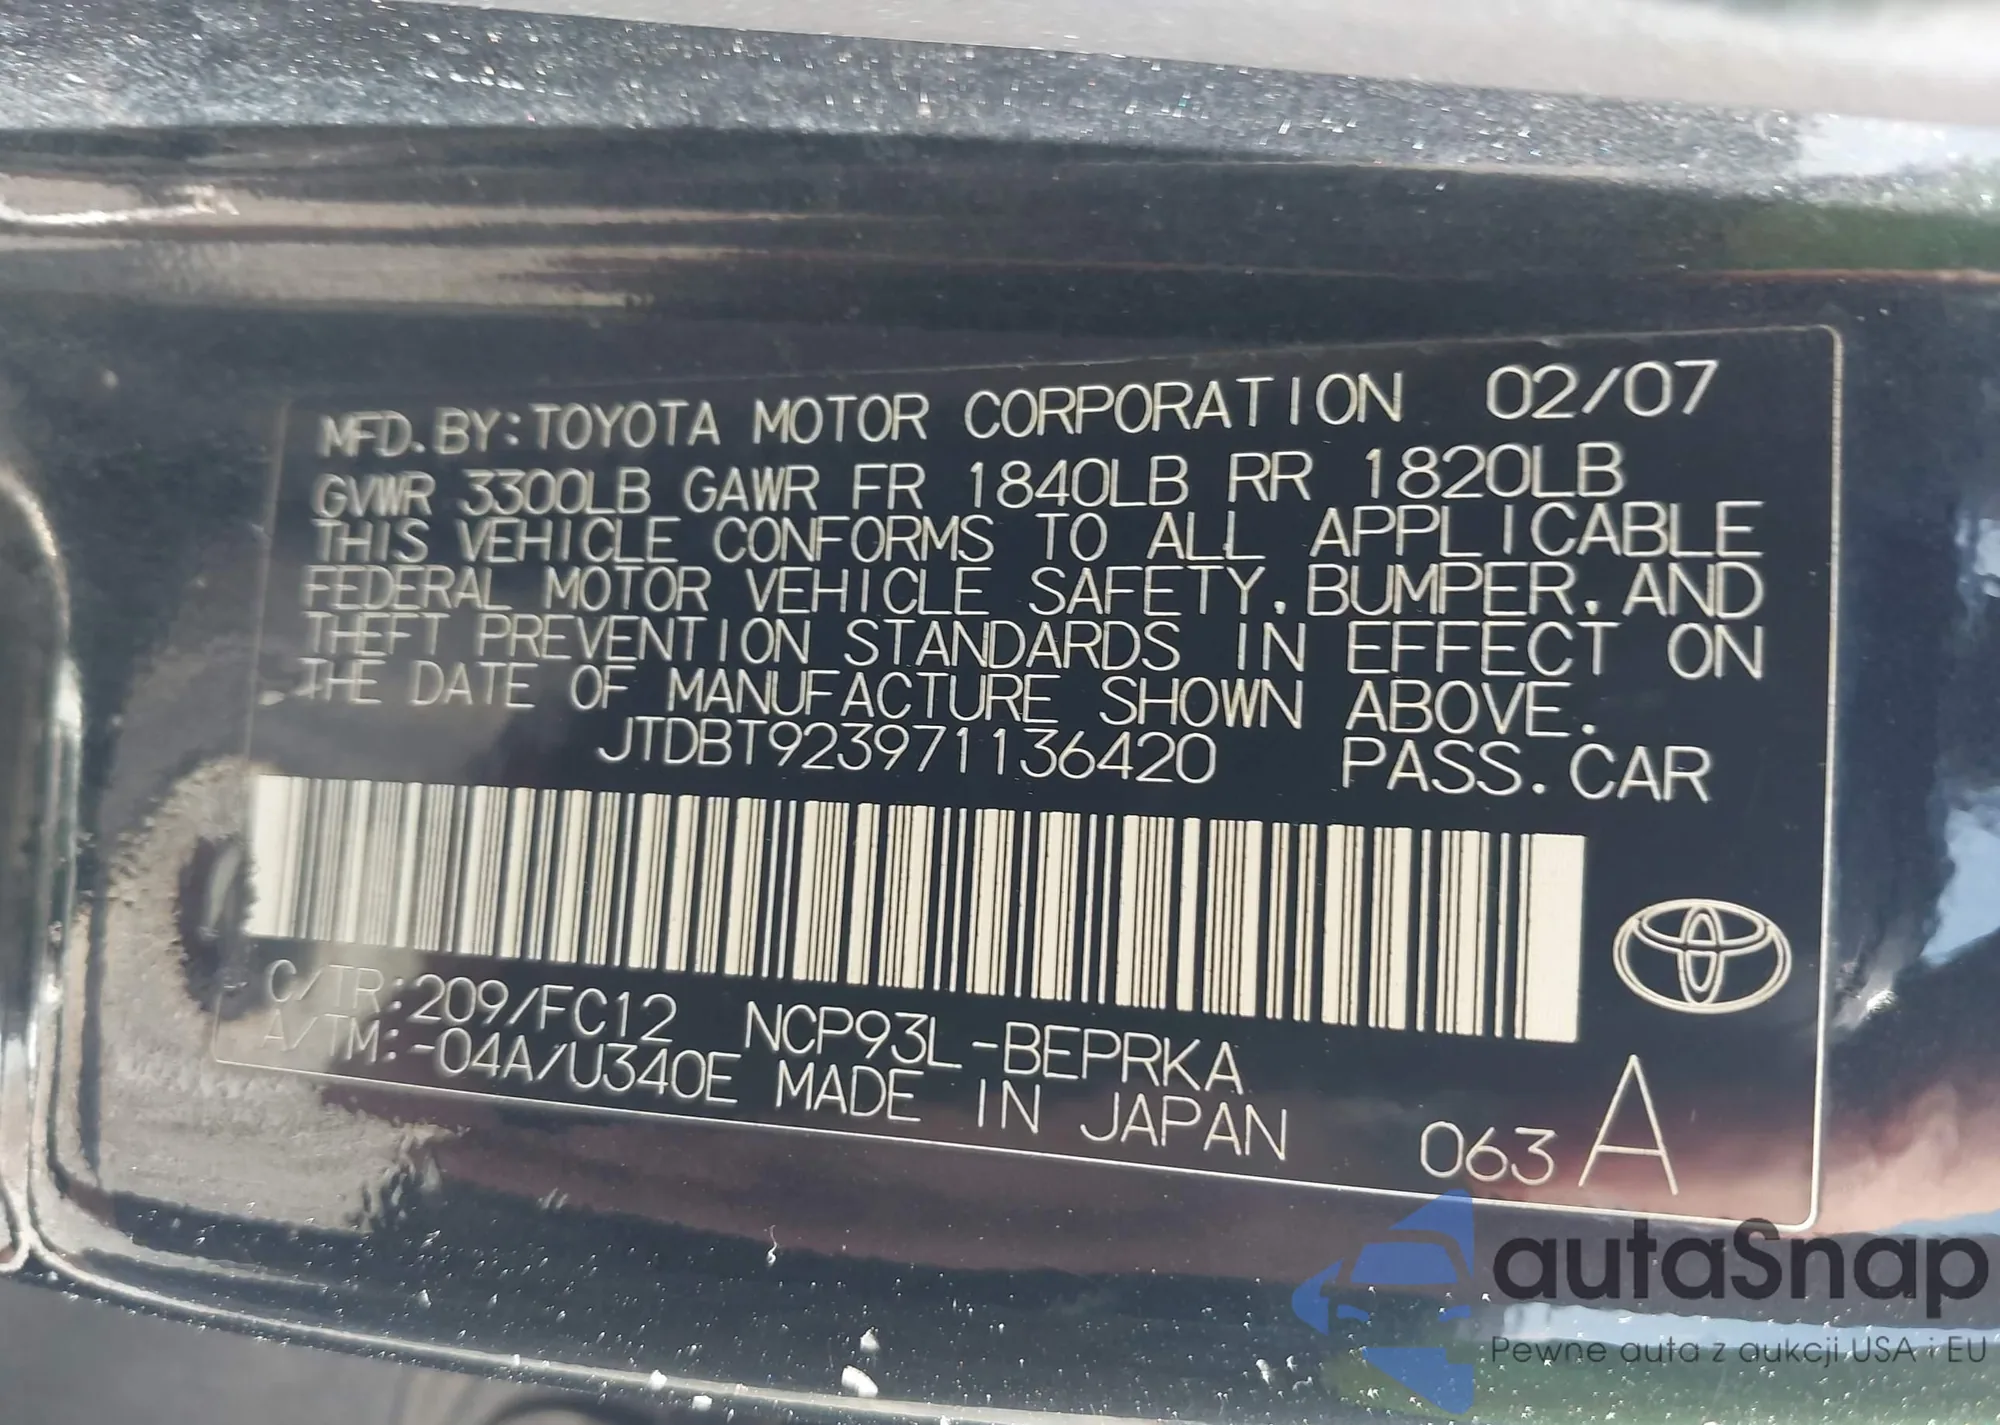 MFD.BY:TOYOTA MOTOR CORPORATION 02/07
GVWR 3300LB GAWR FR 1840LB RR 1820LB
THIS VEHICLE CONFORMS TO ALL APPLICABLE
FEDERAL MOTOR VEHICLE SAFETY, BUMPER, AND
THEFT PREVENTION STANDARDS IN EFFECT ON
THE DATE OF MANUFACTURE SHOWN ABOVE.
JTDBT923971136420 PASS.CAR
C/TR:209/FC12 NCP93L-BEPRKA
A/TM:-04A/U340E MADE IN JAPAN
063 A
autaSnap
Pewne auta z aukcji USA i EU